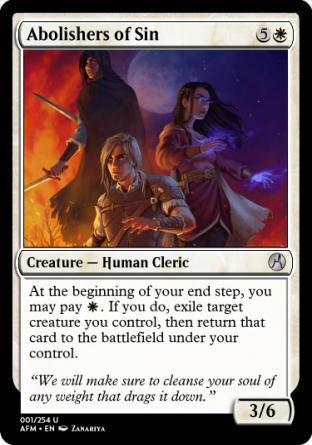 Abolishers of Sin 5
Creature — Human Cleric
At the beginning of your end step, you
may pay . If you do, exile target
creature you control, then return that
card to the battlefield under your
control.
“We will make sure to cleanse your soul of
any weight that drags it down.”
3/6
001/254 U
AFM • EN Zanariya